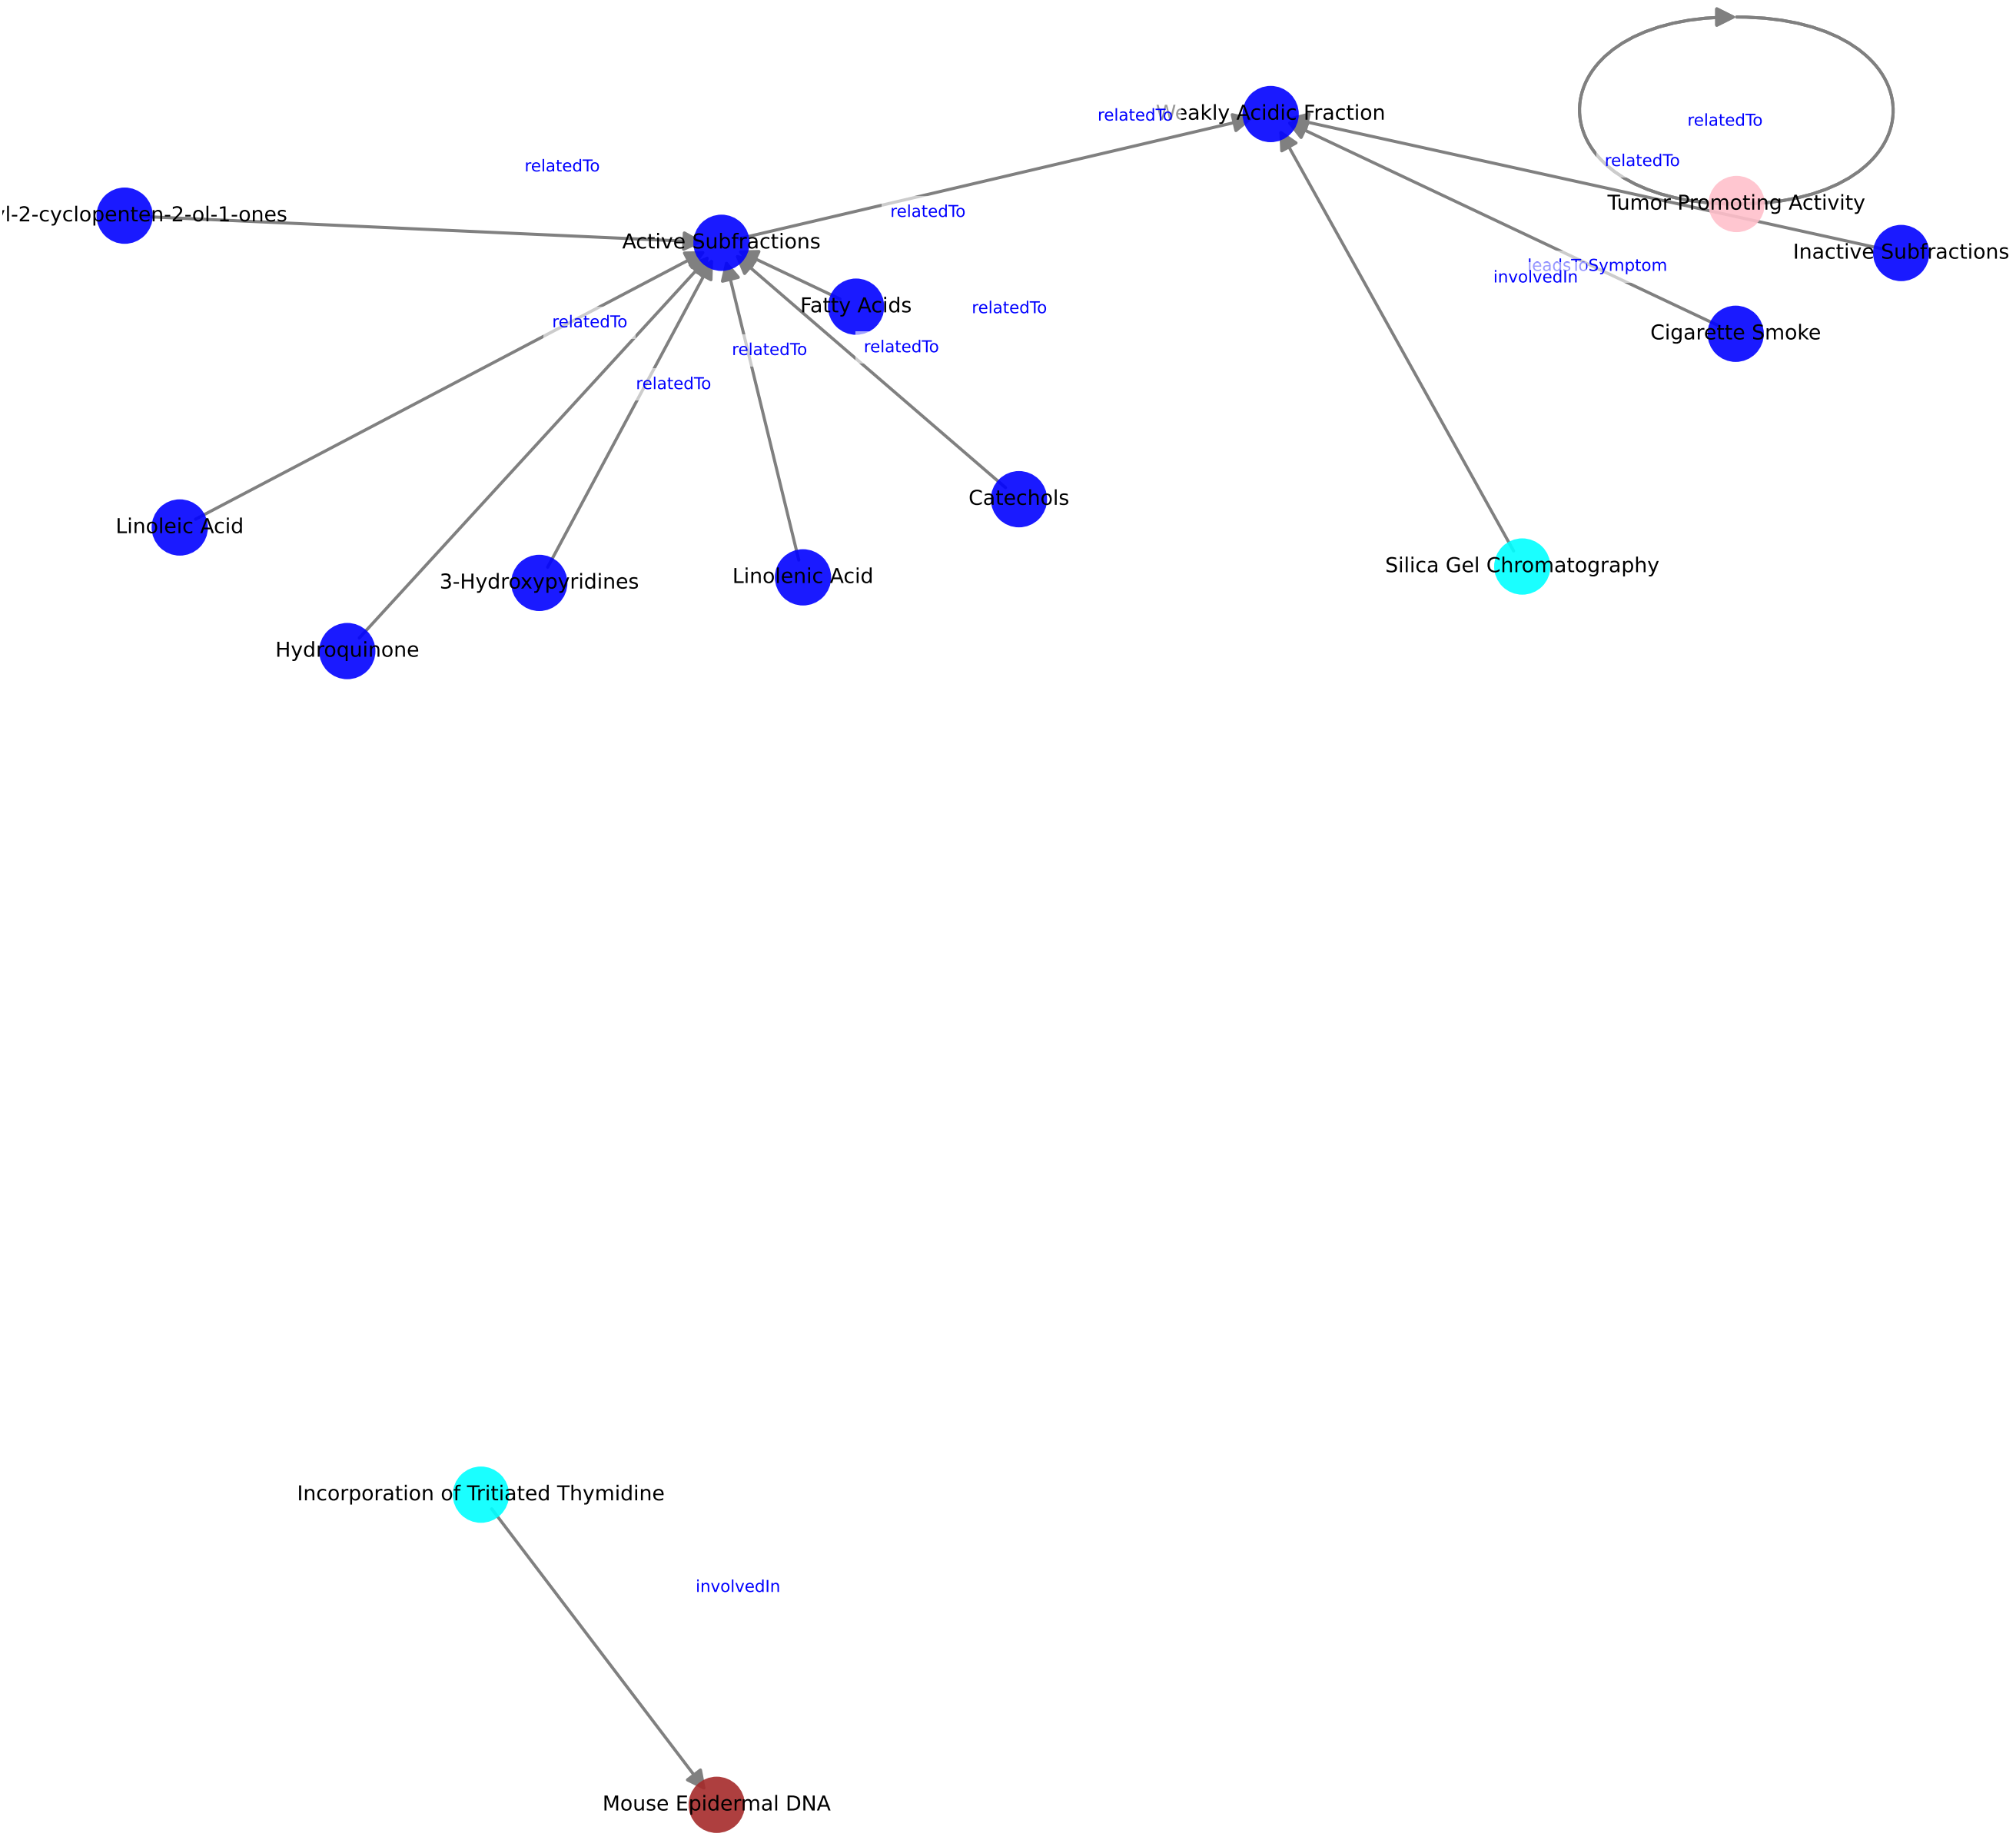 relatedTo
relatedTo
Weakly Acidic Fraction
relatedTo
relatedTo
relatedTo
Tumor Promoting Activity
yl-2-cyclopenten-2-ol-1-ones
relatedTo
Active Subfractions
Inactive Subfractions
leadsToSymptom
involvedIn
Fatty Acids
relatedTo
relatedTo
Cigarette Smoke
relatedTo
relatedTo
relatedTo
Catechols
Linoleic Acid
Silica Gel Chromatography
3-Hydroxypyridines
Linolenic Acid
Hydroquinone
Incorporation of Tritiated Thymidine
involvedIn
Mouse Epidermal DNA